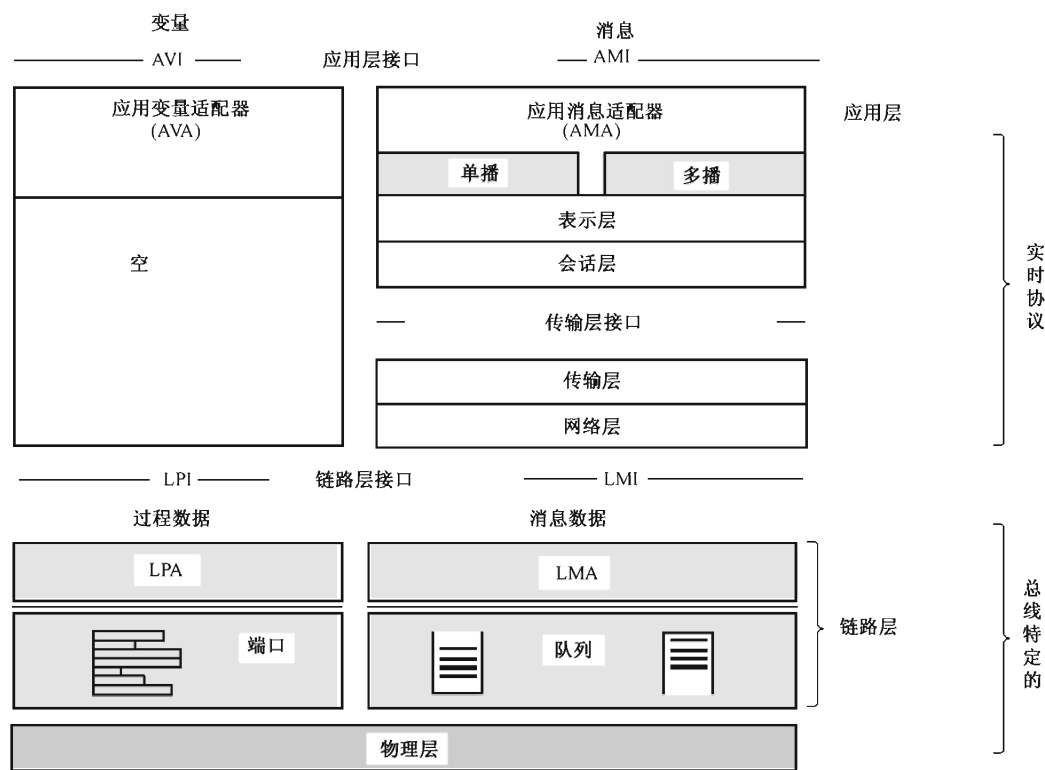 变量
消息
AVI
应用层接口
AMI
应用变量适配器
(AVA)
应用消息适配器
(AMA)
应用层
单播
多播
表示层
空
会话层
实时协议
传输层接口
传输层
网络层
LPI
链路层接口
LMI
过程数据
消息数据
LPA
LMA
总线特定的
链路层
端口
队列
物理层